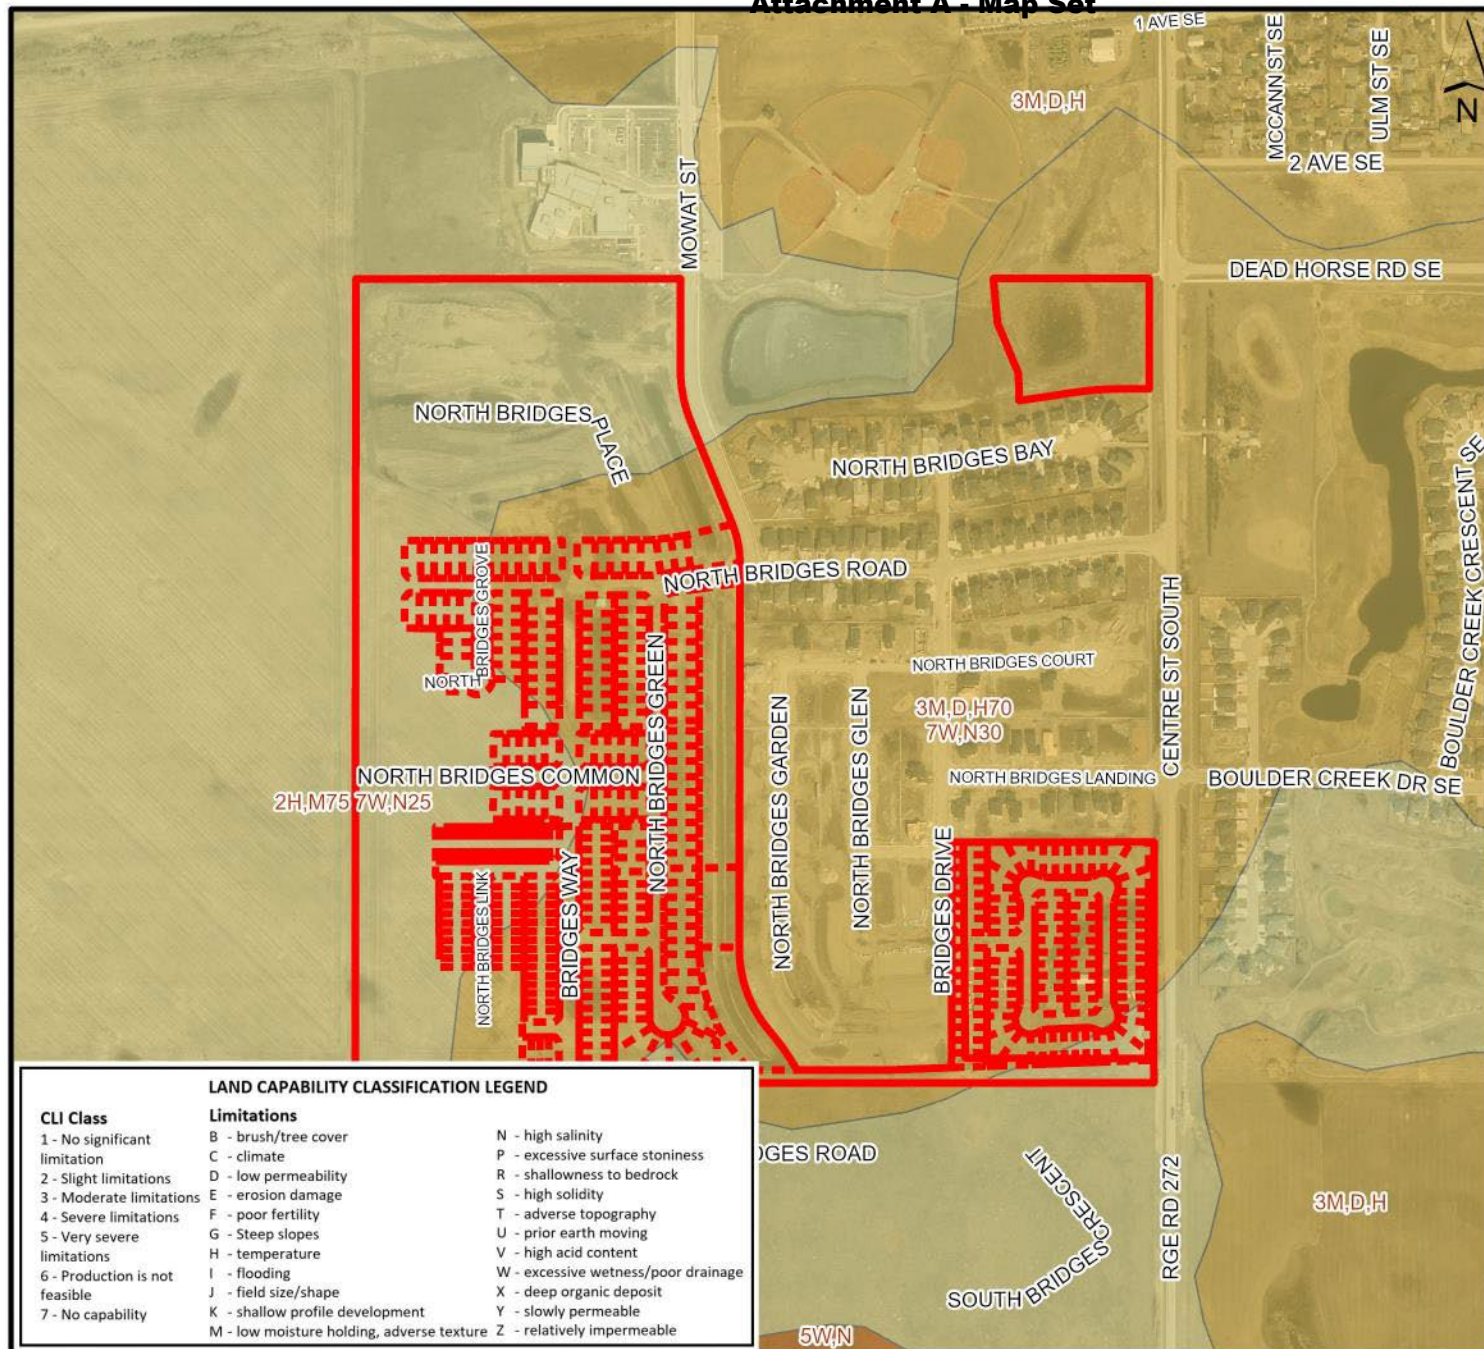 Attachment A - Map Set
1 AVE SE
MCCANN ST SE
ULM ST SE
N
3M,D,H
2 AVE SE
MOWAT ST
DEAD HORSE RD SE
NORTH BRIDGES PLACE
NORTH BRIDGES BAY
BOULDER CREEK CRESCENT SE
NORTH BRIDGES ROAD
NORTH BRIDGES GROVE
NORTH BRIDGES GREEN
CENTRE ST SOUTH
NORTH BRIDGES COURT
NORTH BRIDGES GARDEN
NORTH BRIDGES GLEN
3M,D,H70
7W,N30
NORTH BRIDGES COMMON
NORTH BRIDGES LANDING
BOULDER CREEK DR SE
2H,M75 7W,N25
NORTH BRIDGES LINK
BRIDGES WAY
BRIDGES DRIVE
LAND CAPABILITY CLASSIFICATION LEGEND
CLI Class
1 - No significant
limitation
2 - Slight limitations
3 - Moderate limitations
4 - Severe limitations
5 - Very severe
limitations
6 - Production is not
feasible
7 - No capability
Limitations
B - brush/tree cover
C - climate
D - low permeability
E - erosion damage
F - poor fertility
G - Steep slopes
H - temperature
I - flooding
J - field size/shape
K - shallow profile development
M - low moisture holding, adverse texture
N - high salinity
P - excessive surface stoniness
R - shallowness to bedrock
S - high solidity
T - adverse topography
U - prior earth moving
V - high acid content
W - excessive wetness/poor drainage
X - deep organic deposit
Y - slowly permeable
Z - relatively impermeable
DGES ROAD
SOUTH BRIDGES CRESCENT
RGE RD 272
3M,D,H
5W,N